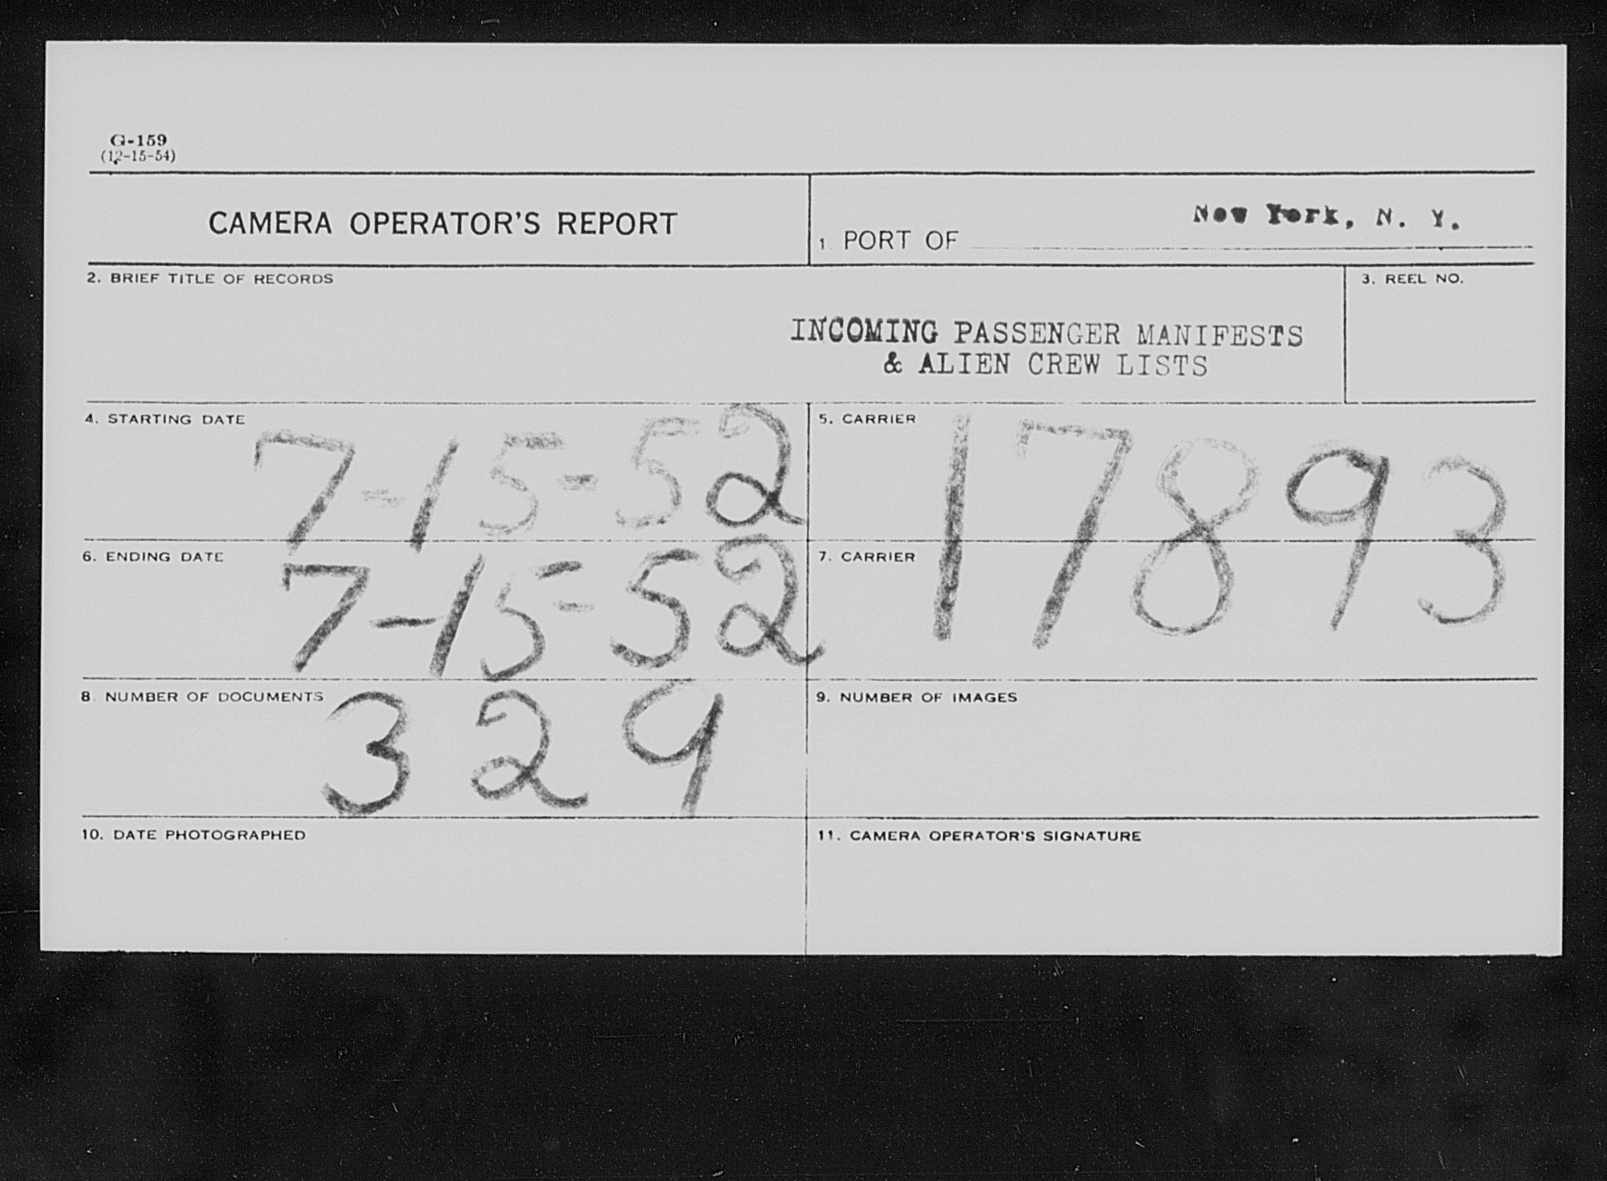 G-159
(12-15-54)
CAMERA OPERATOR'S REPORT
1 PORT OF New York, N. Y.
2. BRIEF TITLE OF RECORDS
INCOMING PASSENGER MANIFESTS
& ALIEN CREW LISTS
3. REEL NO.
4. STARTING DATE
7-15-52
5. CARRIER
17893
6. ENDING DATE
7-15-52
7. CARRIER
8. NUMBER OF DOCUMENTS
329
9. NUMBER OF IMAGES
10. DATE PHOTOGRAPHED
11. CAMERA OPERATOR'S SIGNATURE